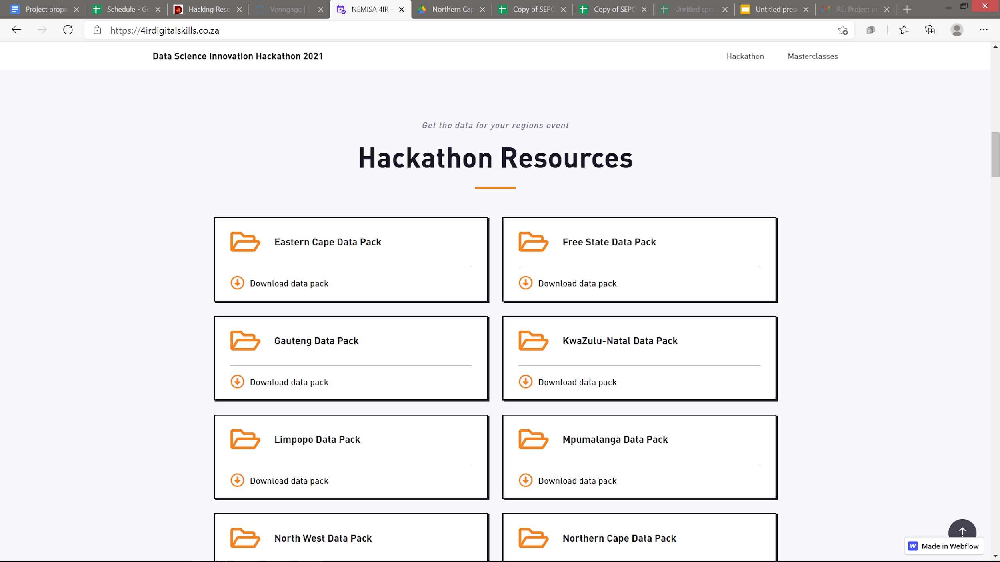 Project propo
Schedule - Go
Hacking Reso
Venngage | S
NEMISA 4IR -
Northern Cap
Copy of SEPO
Copy of SEPO
Untitled spre
Untitled prese
RE: Project pr
https://4irdigitalskills.co.za
Data Science Innovation Hackathon 2021
Hackathon
Masterclasses
Get the data for your regions event
Hackathon Resources
Eastern Cape Data Pack
Download data pack
Free State Data Pack
Download data pack
Gauteng Data Pack
Download data pack
KwaZulu-Natal Data Pack
Download data pack
Limpopo Data Pack
Download data pack
Mpumalanga Data Pack
Download data pack
North West Data Pack
Northern Cape Data Pack
Made in Webflow